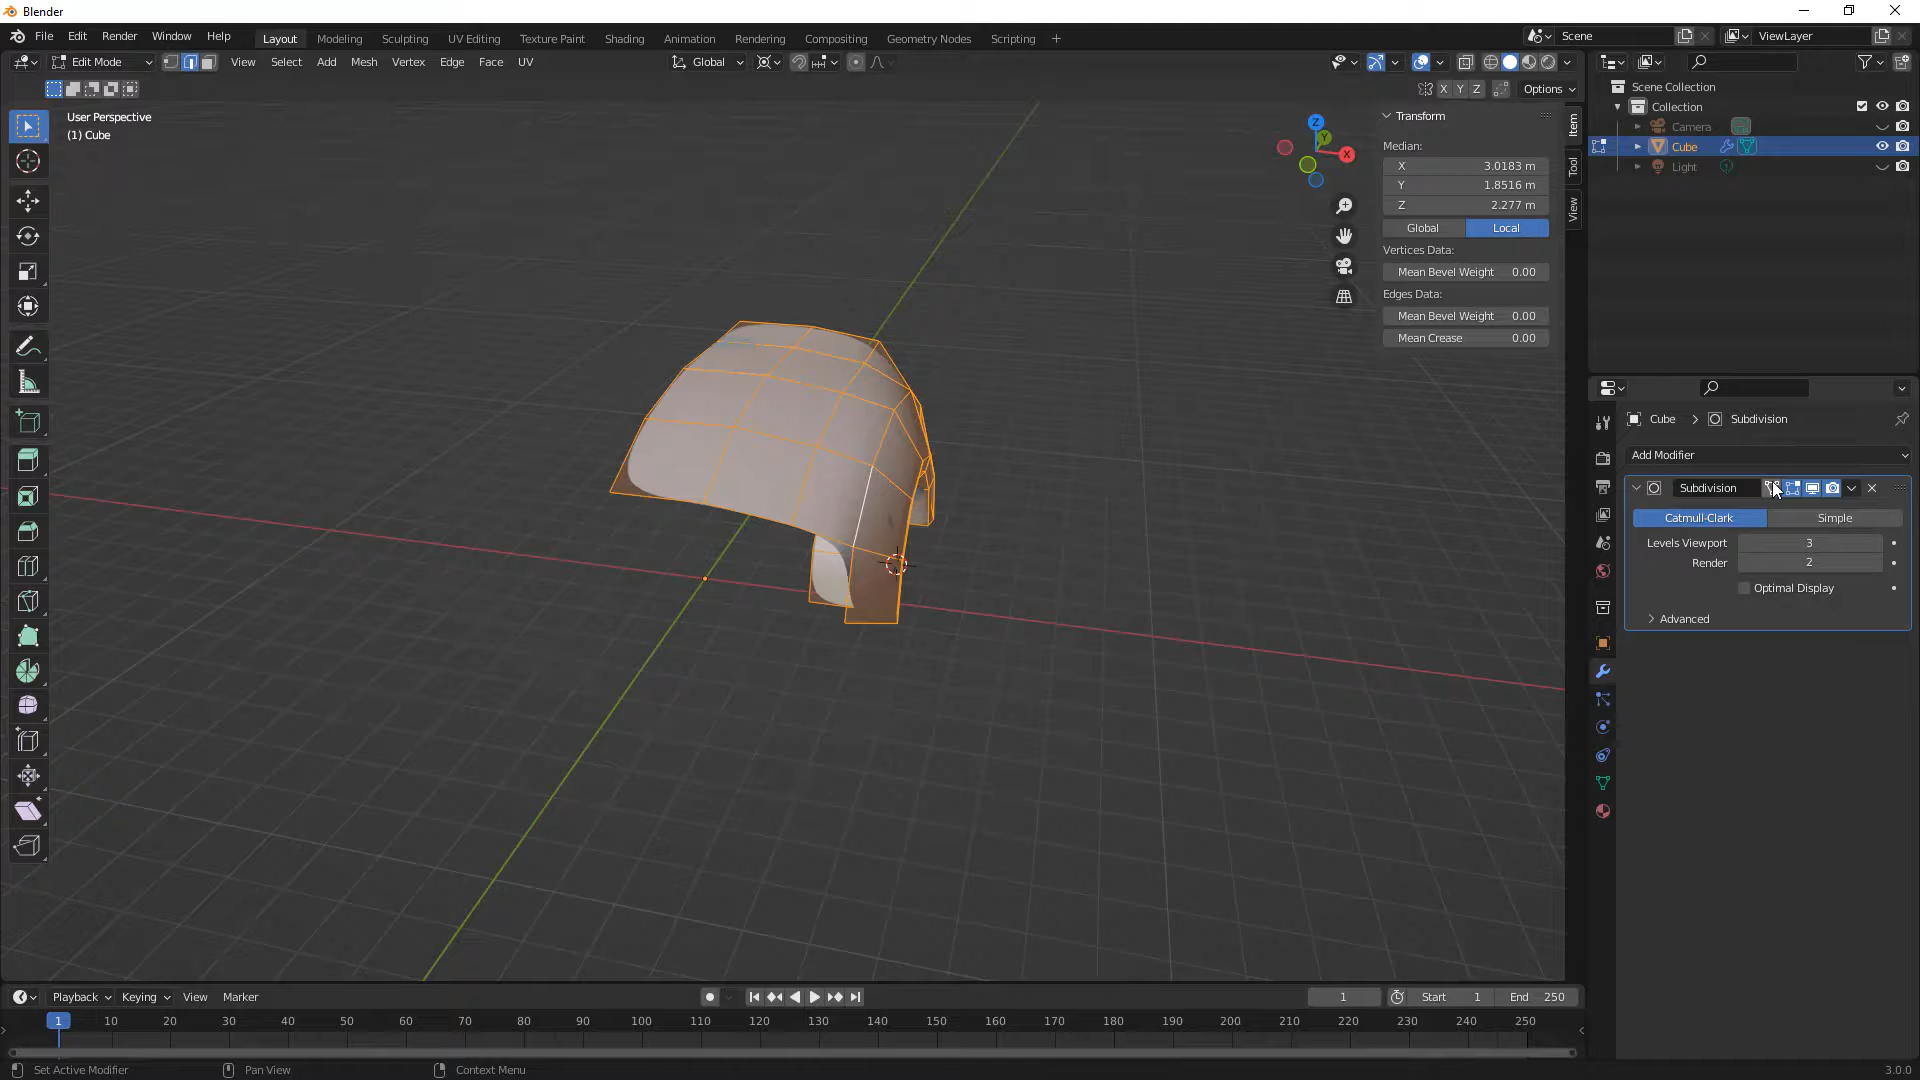 Blender
File Edit Render Window Help
Layout Modeling Sculpting UV Editing Texture Paint Shading Animation Rendering Compositing Geometry Nodes Scripting +
Scene
ViewLayer
Edit Mode View Select Add Mesh Vertex Edge Face UV
Global
X Y Z
Options
User Perspective
(1) Cube
Z
Y
X
Transform
Median:
X 3.0183 m
Y 1.8516 m
Z 2.277 m
Global Local
Vertices Data:
Mean Bevel Weight 0.00
Edges Data:
Mean Bevel Weight 0.00
Mean Crease 0.00
Item
Tool
View
Scene Collection
Collection
Camera
Cube
Light
Cube > Subdivision
Add Modifier
Subdivision
Catmull-Clark Simple
Levels Viewport 3
Render 2
Optimal Display
Advanced
Playback Keying View Marker
1
Start 1
End 250
1 10 20 30 40 50 60 70 80 90 100 110 120 130 140 150 160 170 180 190 200 210 220 230 240 250
Set Active Modifier
Pan View
Context Menu
3.0.0